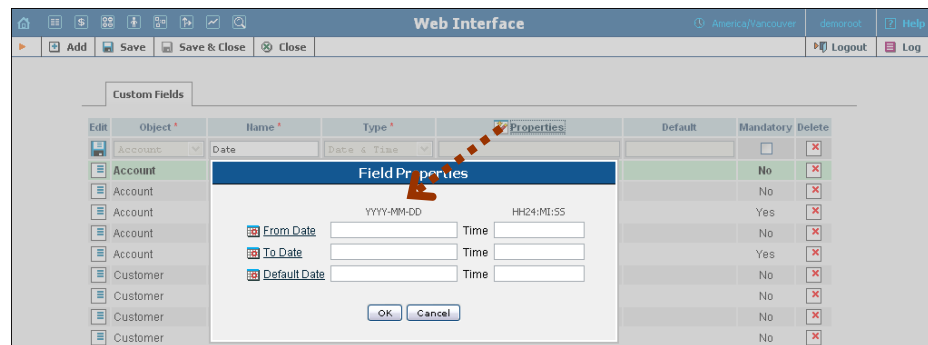 Web Interface America/Vancouver demoroot Help
Add Save Save & Close Close Logout Log
Custom Fields
Edit Object * Name * Type * Properties Default Mandatory Delete
Account Date Date & Time
Account No
Account No
Account Yes
Account No
Account Yes
Customer No
Customer No
Customer No
Customer No
Field Properties
YYYY-MM-DD HH24:MI:SS
From Date Time
To Date Time
Default Date Time
OK Cancel